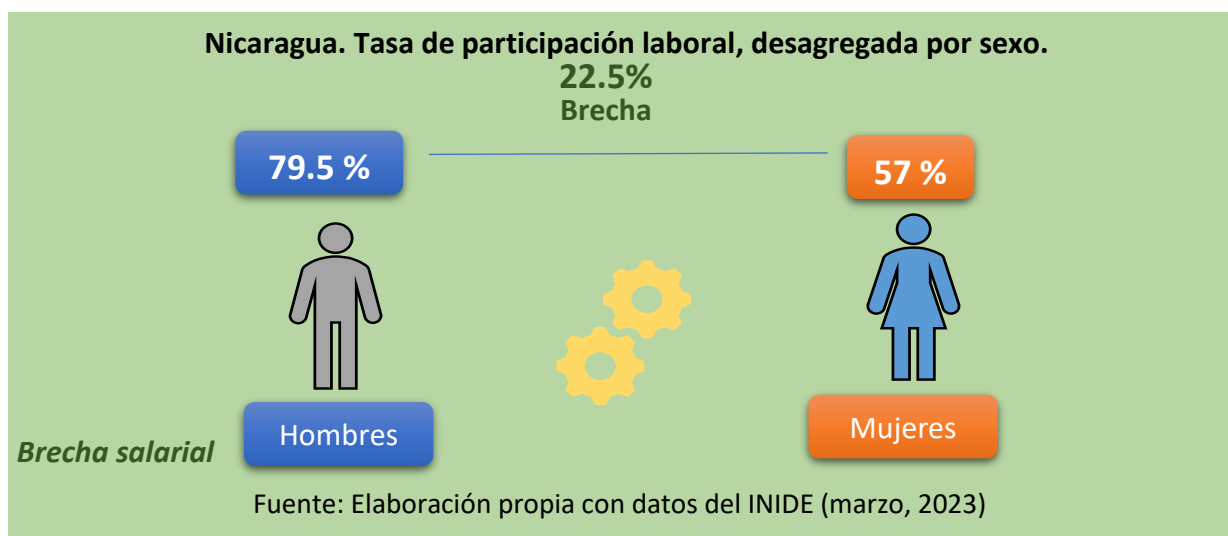 Nicaragua. Tasa de participación laboral, desagregada por sexo.
22.5%
Brecha
79.5 %
57 %
Hombres
Mujeres
Brecha salarial
Fuente: Elaboración propia con datos del INIDE (marzo, 2023)